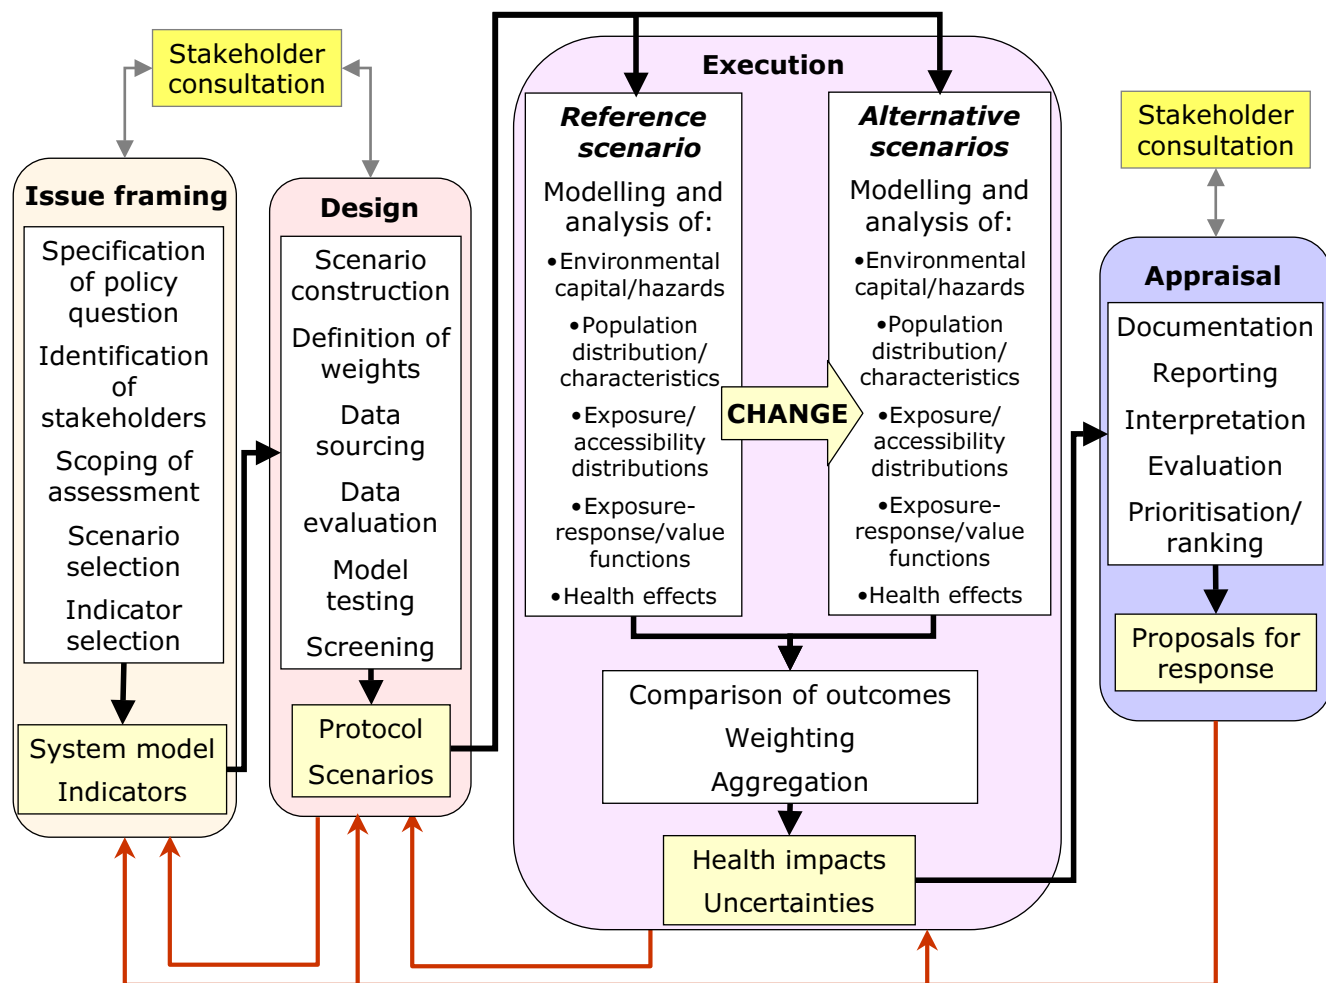 Stakeholder
consultation
Issue framing
Specification
of policy
question
Identification
of
stakeholders
Scoping of
assessment
Scenario
selection
Indicator
selection
System model
Indicators
Design
Scenario
construction
Definition of
weights
Data
sourcing
Data
evaluation
Model
testing
Screening
Protocol
Scenarios
Execution
Reference
scenario
Modelling and
analysis of:
•Environmental
capital/hazards
•Population
distribution/
characteristics
•Exposure/
accessibility
distributions
•Exposure-
response/value
functions
•Health effects
CHANGE
Alternative
scenarios
Modelling and
analysis of:
•Environmental
capital/hazards
•Population
distribution/
characteristics
•Exposure/
accessibility
distributions
•Exposure-
response/value
functions
•Health effects
Comparison of outcomes
Weighting
Aggregation
Health impacts
Uncertainties
Stakeholder
consultation
Appraisal
Documentation
Reporting
Interpretation
Evaluation
Prioritisation/
ranking
Proposals for
response